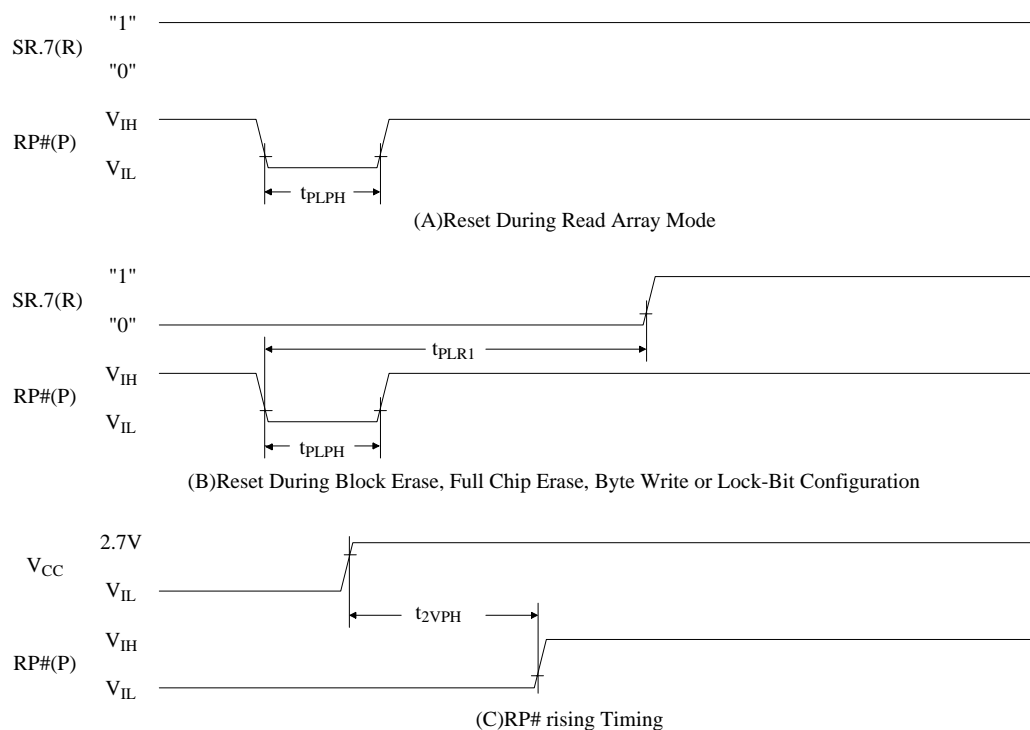 "1"
SR.7(R)
"0"
VIH
RP#(P)
VIL
tPLPH
(A)Reset During Read Array Mode
"1"
SR.7(R)
"0"
tPLR1
VIH
RP#(P)
VIL
tPLPH
(B)Reset During Block Erase, Full Chip Erase, Byte Write or Lock-Bit Configuration
2.7V
VCC
VIL
t2VPH
VIH
RP#(P)
VIL
(C)RP# rising Timing